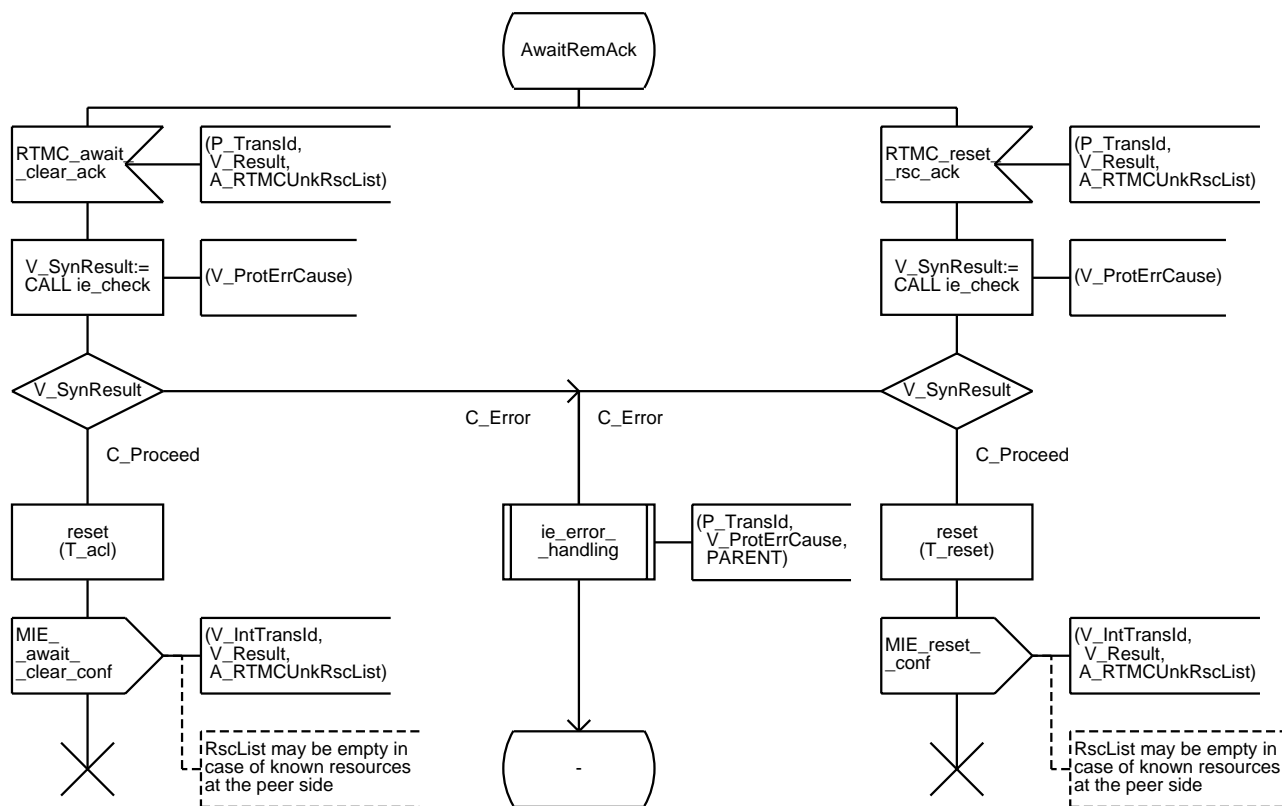 AwaitRemAck
RTMC_await_
_clear_ack
(P_TransId,
V_Result,
A_RTMCUnkRscList)
RTMC_reset_
_rsc_ack
(P_TransId,
V_Result,
A_RTMCUnkRscList)
V_SynResult:=
CALL ie_check
(V_ProtErrCause)
V_SynResult:=
CALL ie_check
(V_ProtErrCause)
V_SynResult
V_SynResult
C_Error
C_Error
C_Proceed
C_Proceed
reset
(T_acl)
ie_error_
_handling
(P_TransId,
V_ProtErrCause,
PARENT)
reset
(T_reset)
MIE_
_await_
_clear_conf
(V_IntTransId,
V_Result,
A_RTMCUnkRscList)
MIE_reset_
_conf
(V_IntTransId,
V_Result,
A_RTMCUnkRscList)
RscList may be empty in
case of known resources
at the peer side
-
RscList may be empty in
case of known resources
at the peer side